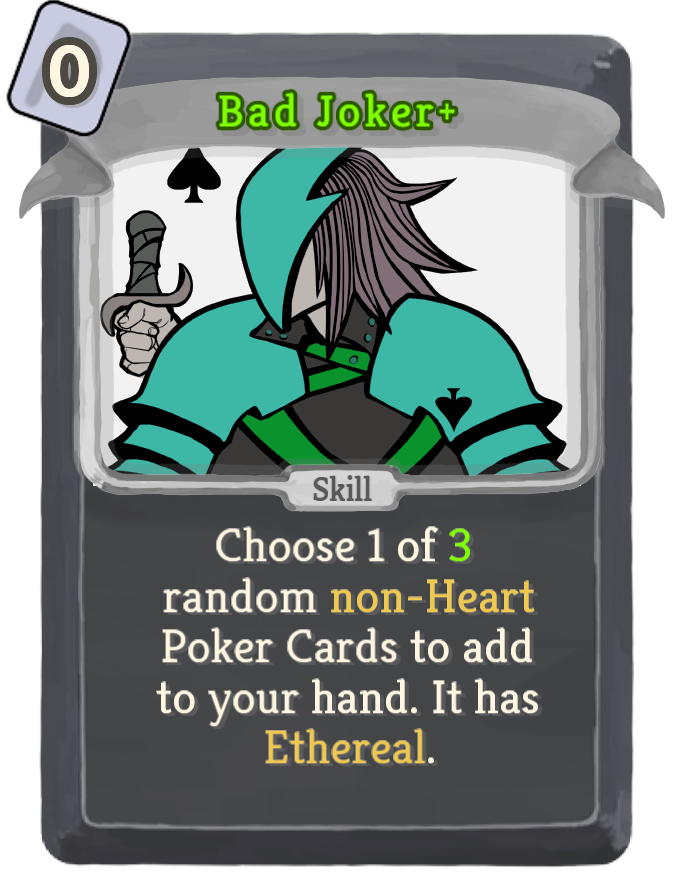 0
Bad Joker+
Skill
Choose 1 of 3
random non-Heart
Poker Cards to add
to your hand. It has
Ethereal.